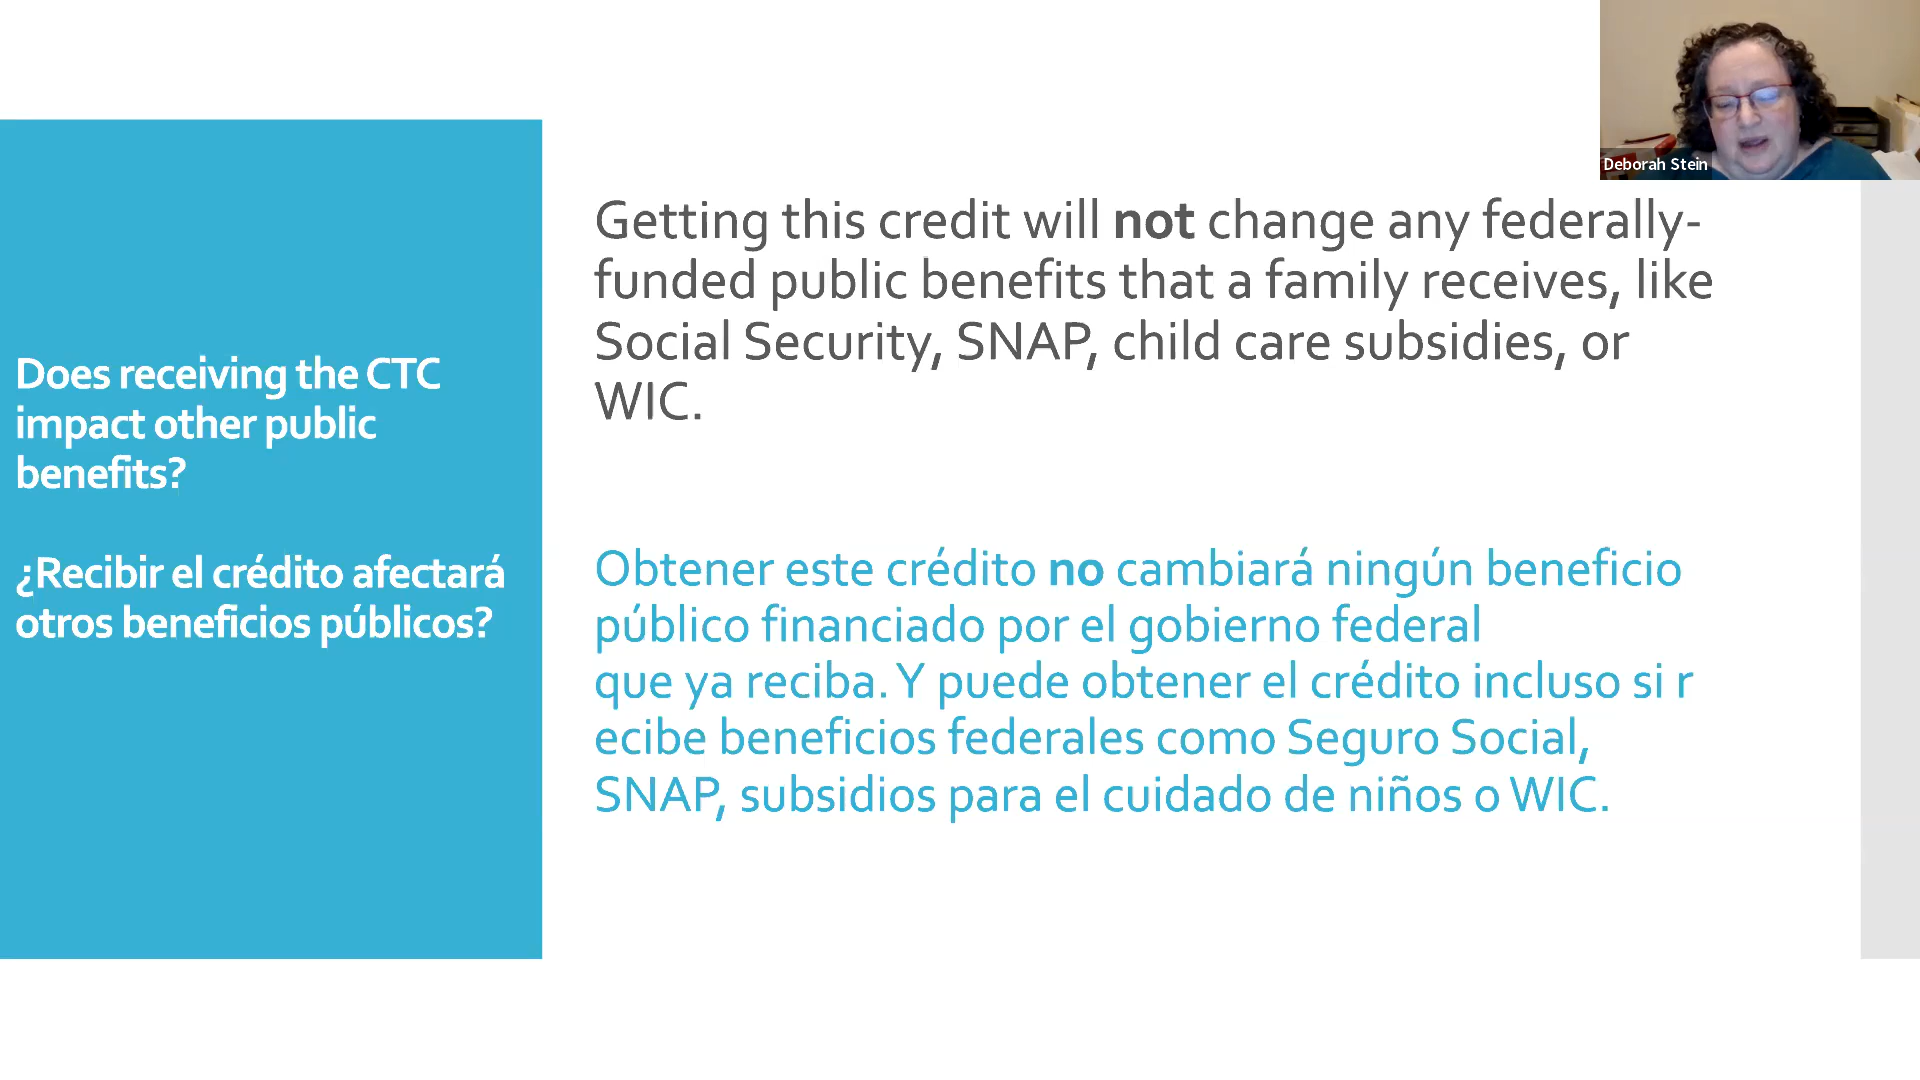 Deborah Stein
Does receiving the CTC
impact other public
benefits?
¿Recibir el crédito afectará
otros beneficios públicos?
Getting this credit will not change any federally-
funded public benefits that a family receives, like
Social Security, SNAP, child care subsidies, or
WIC.
Obtener este crédito no cambiará ningún beneficio
público financiado por el gobierno federal
que ya reciba. Y puede obtener el crédito incluso si r
ecibe beneficios federales como Seguro Social,
SNAP, subsidios para el cuidado de niños o WIC.